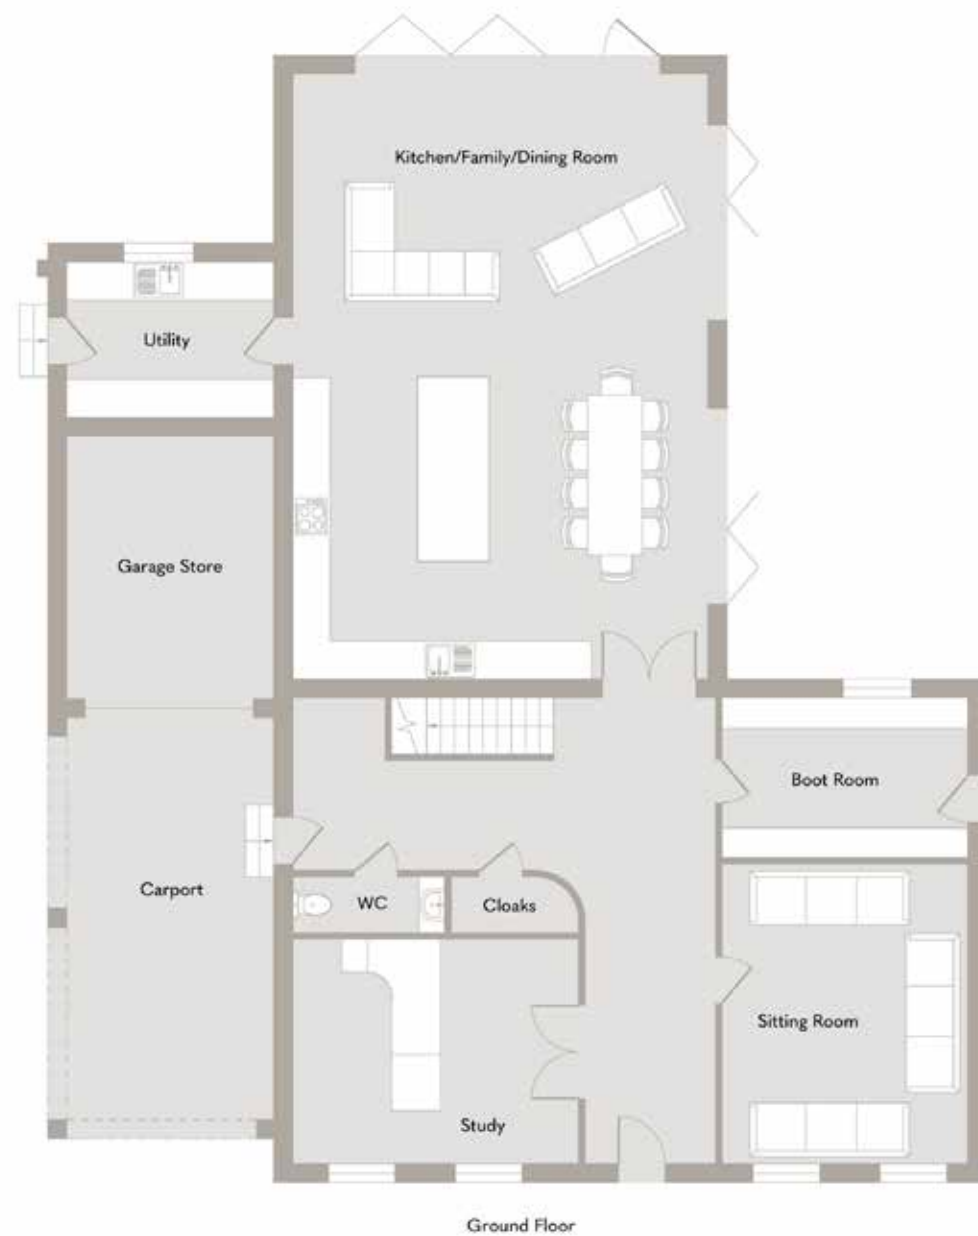 Kitchen/Family/Dining Room
Utility
Garage Store
Boot Room
Carport
WC
Cloaks
Sitting Room
Study
Ground Floor